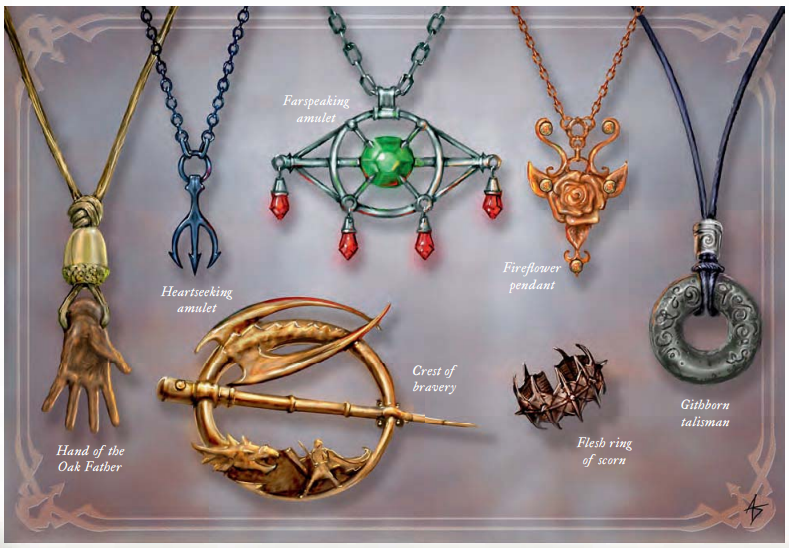 Farspeaking
amulet
Heartseeking
amulet
Fireflower
pendant
Crest of
bravery
Githborn
talisman
Hand of the
Oak Father
Flesh ring
of scorn